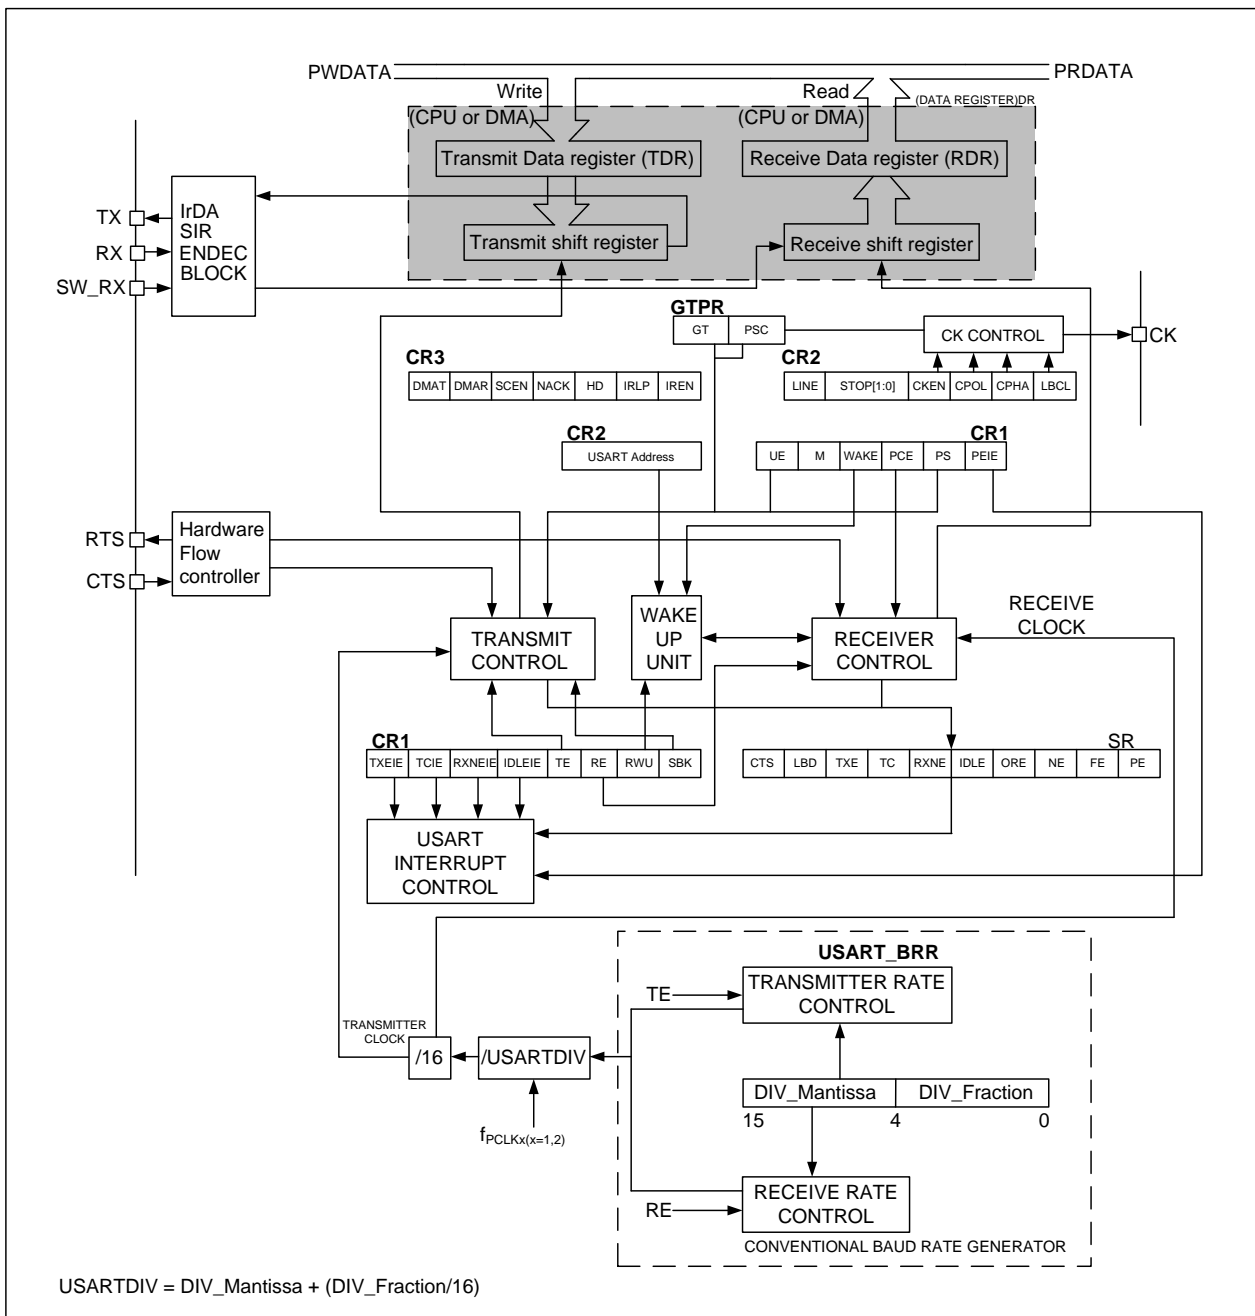 PWDATA
PRDATA
Write
Read
(DATA REGISTER)DR
(CPU or DMA)
(CPU or DMA)
Transmit Data register (TDR)
Receive Data register (RDR)
TX
RX
SW_RX
IrDA
SIR
ENDEC
BLOCK
Transmit shift register
Receive shift register
GTPR
GT
PSC
CK CONTROL
CK
CR3
DMAT
DMAR
SCEN
NACK
HD
IRLP
IREN
CR2
LINE
STOP[1:0]
CKEN
CPOL
CPHA
LBCL
CR2
USART Address
CR1
UE
M
WAKE
PCE
PS
PEIE
RTS
CTS
Hardware
Flow
controller
TRANSMIT
CONTROL
WAKE
UP
UNIT
RECEIVER
CONTROL
RECEIVE
CLOCK
CR1
TXEIE
TCIE
RXNEIE
IDLEIE
TE
RE
RWU
SBK
SR
CTS
LBD
TXE
TC
RXNE
IDLE
ORE
NE
FE
PE
USART
INTERRUPT
CONTROL
USART_BRR
TE
TRANSMITTER RATE
CONTROL
TRANSMITTER
CLOCK
/16
/USARTDIV
DIV_Mantissa
DIV_Fraction
15
4
0
fPCLKx(x=1,2)
RE
RECEIVE RATE
CONTROL
CONVENTIONAL BAUD RATE GENERATOR
USARTDIV = DIV_Mantissa + (DIV_Fraction/16)